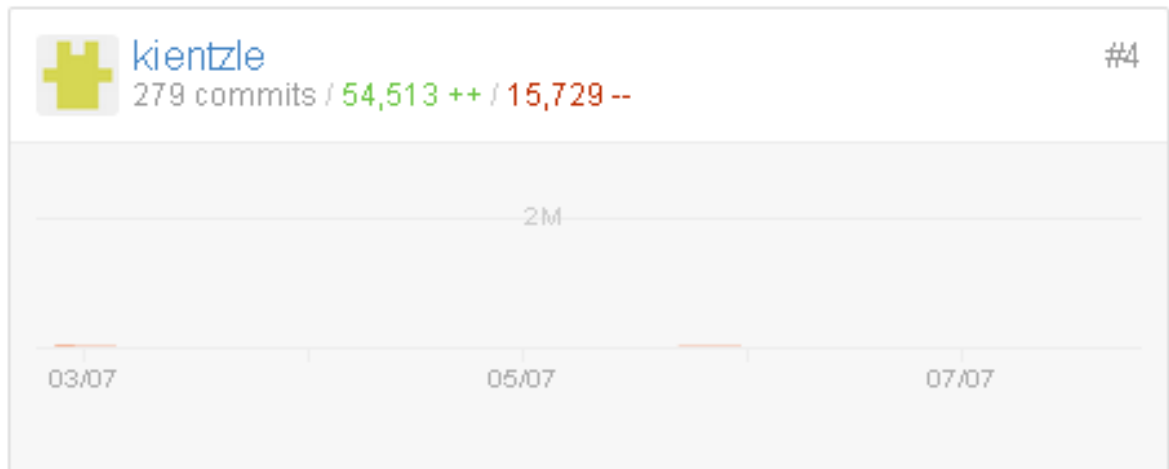 kientzle
#4
279 commits / 54,513 ++ / 15,729 --
2M
03/07 05/07 07/07